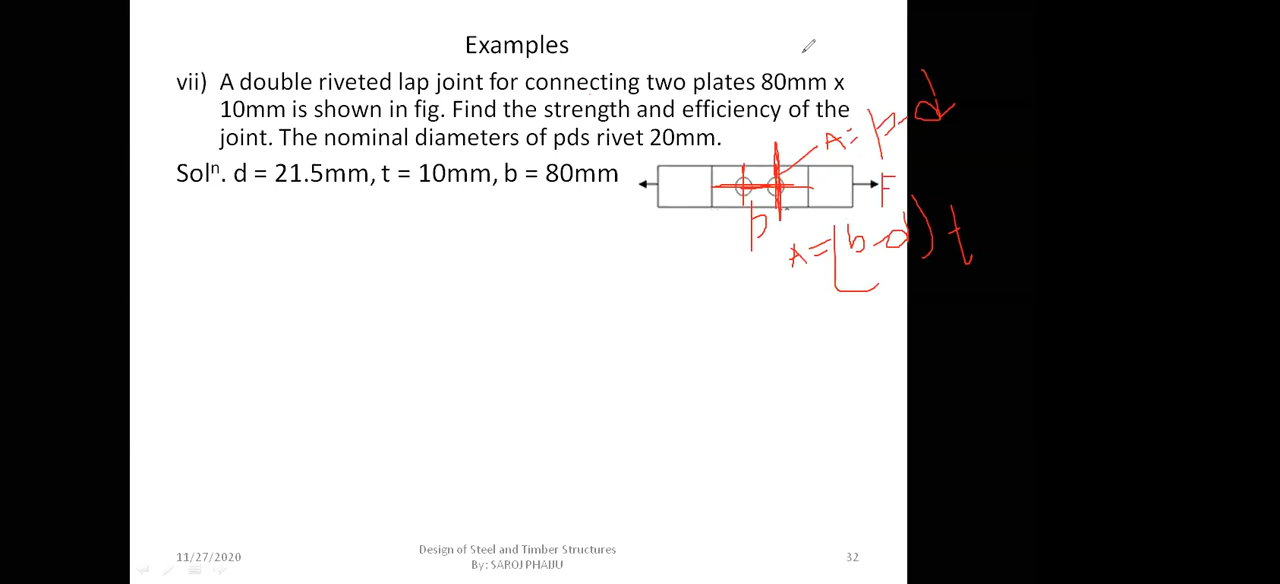 Examples
vii) A double riveted lap joint for connecting two plates 80mm x
10mm is shown in fig. Find the strength and efficiency of the
joint. The nominal diameters of pds rivet 20mm.
A = p-d
Solⁿ. d = 21.5mm, t = 10mm, b = 80mm
F
p
A = (b-d) t
11/27/2020
Design of Steel and Timber Structures
By: SAROJ PHAIJU
32